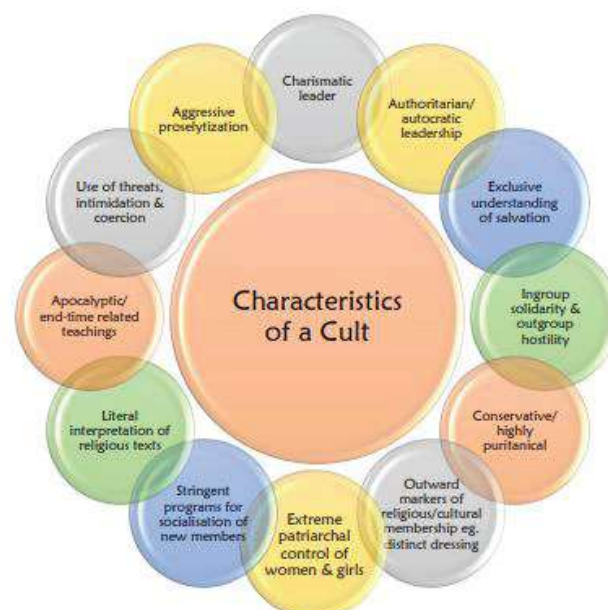 Characteristics
of a Cult
Charismatic
leader
Authoritarian/
autocratic
leadership
Exclusive
understanding
of salvation
Ingroup
solidarity &
outgroup
hostility
Conservative/
highly
puritanical
Outward
markers of
religious/cultural
membership eg.
distinct dressing
Extreme
patriarchal
control of
women & girls
Stringent
programs for
socialisation of
new members
Literal
interpretation of
religious texts
Apocalyptic/
end-time related
teachings
Use of threats,
intimidation &
coercion
Aggressive
proselytization